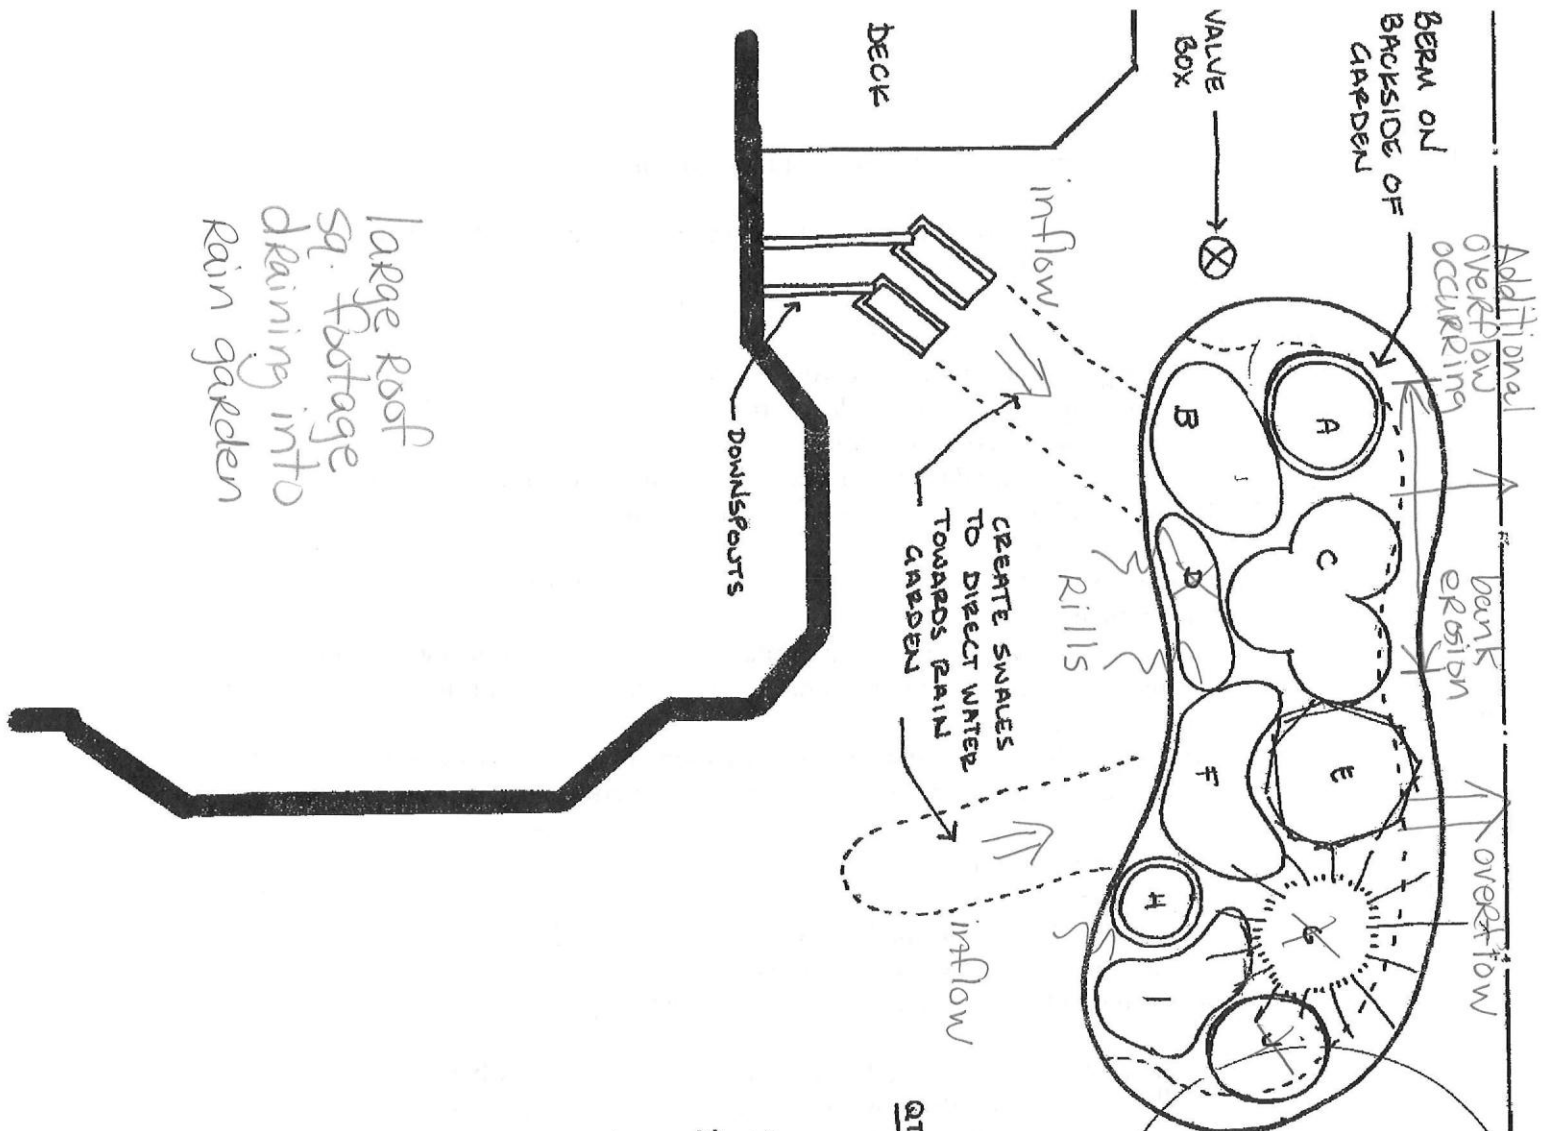 BERM ON
BACKSIDE OF
GARDEN
VALVE
BOX
DECK
Additional
overflow
occurring
bank
erosion
overflow
inflow
A
B
C
D
E
F
G
H
I
J
Rills
CREATE SWALES
TO DIRECT WATER
TOWARDS RAIN
GARDEN
DOWNSPOUTS
inflow
large Roof
sq. footage
draining into
Rain garden